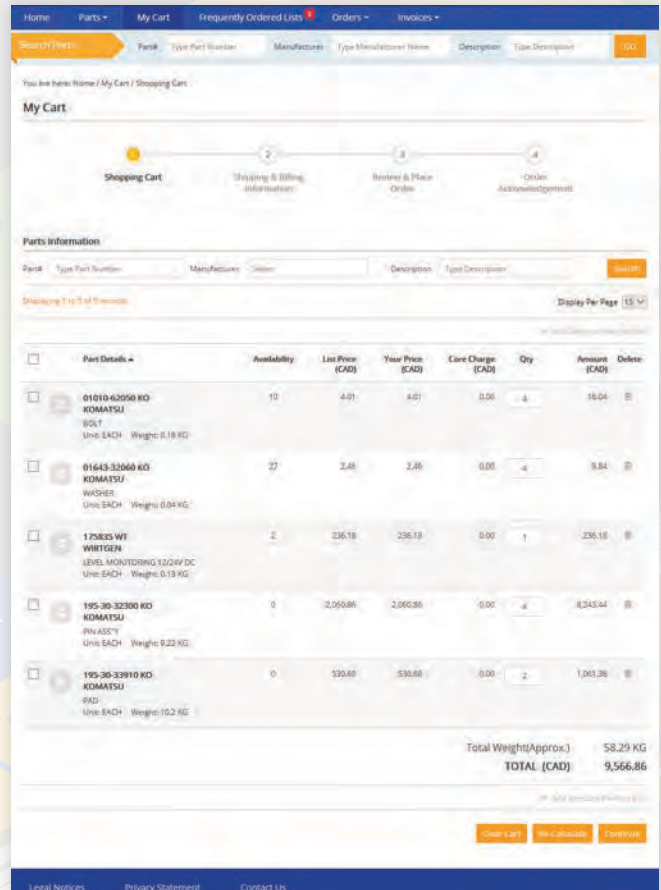 Home Parts My Cart Frequently Ordered Lists Orders Invoices
Search Parts Part# Type Part Number Manufacturer Type Manufacturer Name Description Type Description GO
You are here: Home / My Cart / Shopping Cart
My Cart
1 2 3 4
Shopping Cart Shipping & Billing Information Review & Place Order Order Acknowledgement
Parts Information
Part# Type Part Number Manufacturer Select Description Type Description Search
Displaying 1 to 5 of 5 records
Display Per Page 15
Part Details Availability List Price (CAD) Your Price (CAD) Core Charge (CAD) Qty Amount (CAD) Delete
01010-62050 KO 10 4.01 4.01 0.00 4 16.04
KOMATSU
BOLT
Unit: EACH Weight: 0.18 KG
01643-32060 KO 27 2.46 2.46 0.00 4 9.84
KOMATSU
WASHER
Unit: EACH Weight: 0.04 KG
175835 WT 2 236.18 236.18 0.00 1 236.18
WIRTGEN
LEVEL MONITORING 12/24V DC
Unit: EACH Weight: 0.13 KG
195-30-32300 KO 0 2,060.86 2,060.86 0.00 4 8,243.44
KOMATSU
PIN ASS'Y
Unit: EACH Weight: 9.22 KG
195-30-33910 KO 0 530.68 530.68 0.00 2 1,061.36
KOMATSU
PAD
Unit: EACH Weight: 10.2 KG
Total Weight(Approx.) 58.29 KG
TOTAL (CAD) 9,566.86
Clear Cart Re-Calculate Continue
Legal Notices Privacy Statement Contact Us